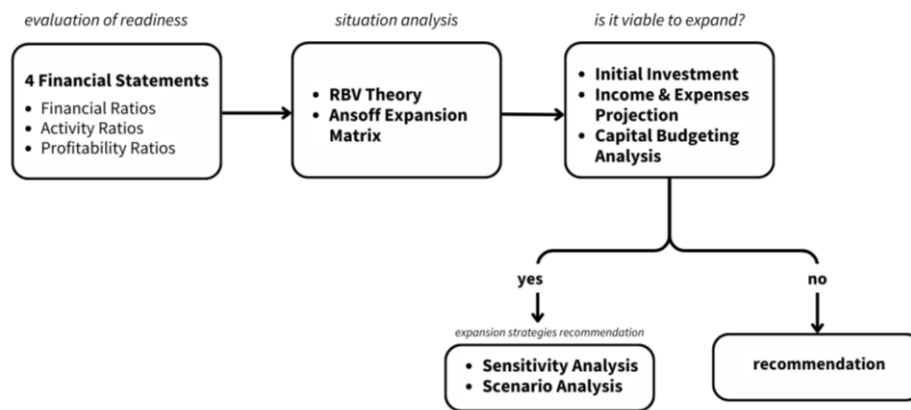 evaluation of readiness
situation analysis
is it viable to expand?
4 Financial Statements
• Financial Ratios
• Activity Ratios
• Profitability Ratios
• RBV Theory
• Ansoff Expansion
Matrix
• Initial Investment
• Income & Expenses
Projection
• Capital Budgeting
Analysis
yes
no
expansion strategies recommendation
• Sensitivity Analysis
• Scenario Analysis
recommendation